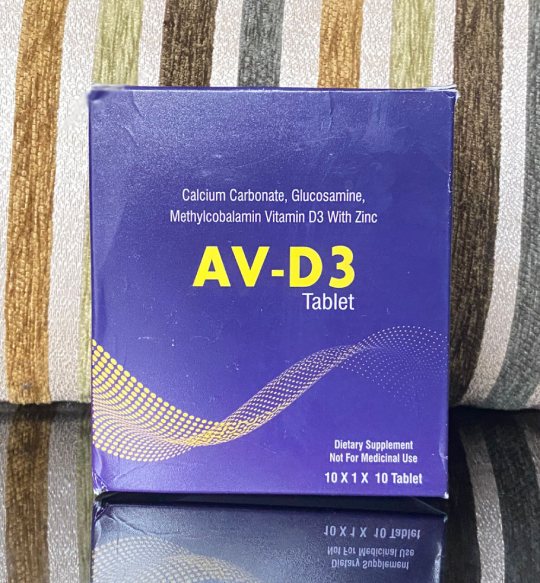 Calcium Carbonate, Glucosamine,
Methylcobalamin Vitamin D3 With Zinc
AV-D3
Tablet
Dietary Supplement
Not For Medicinal Use
10 X 1 X 10 Tablet